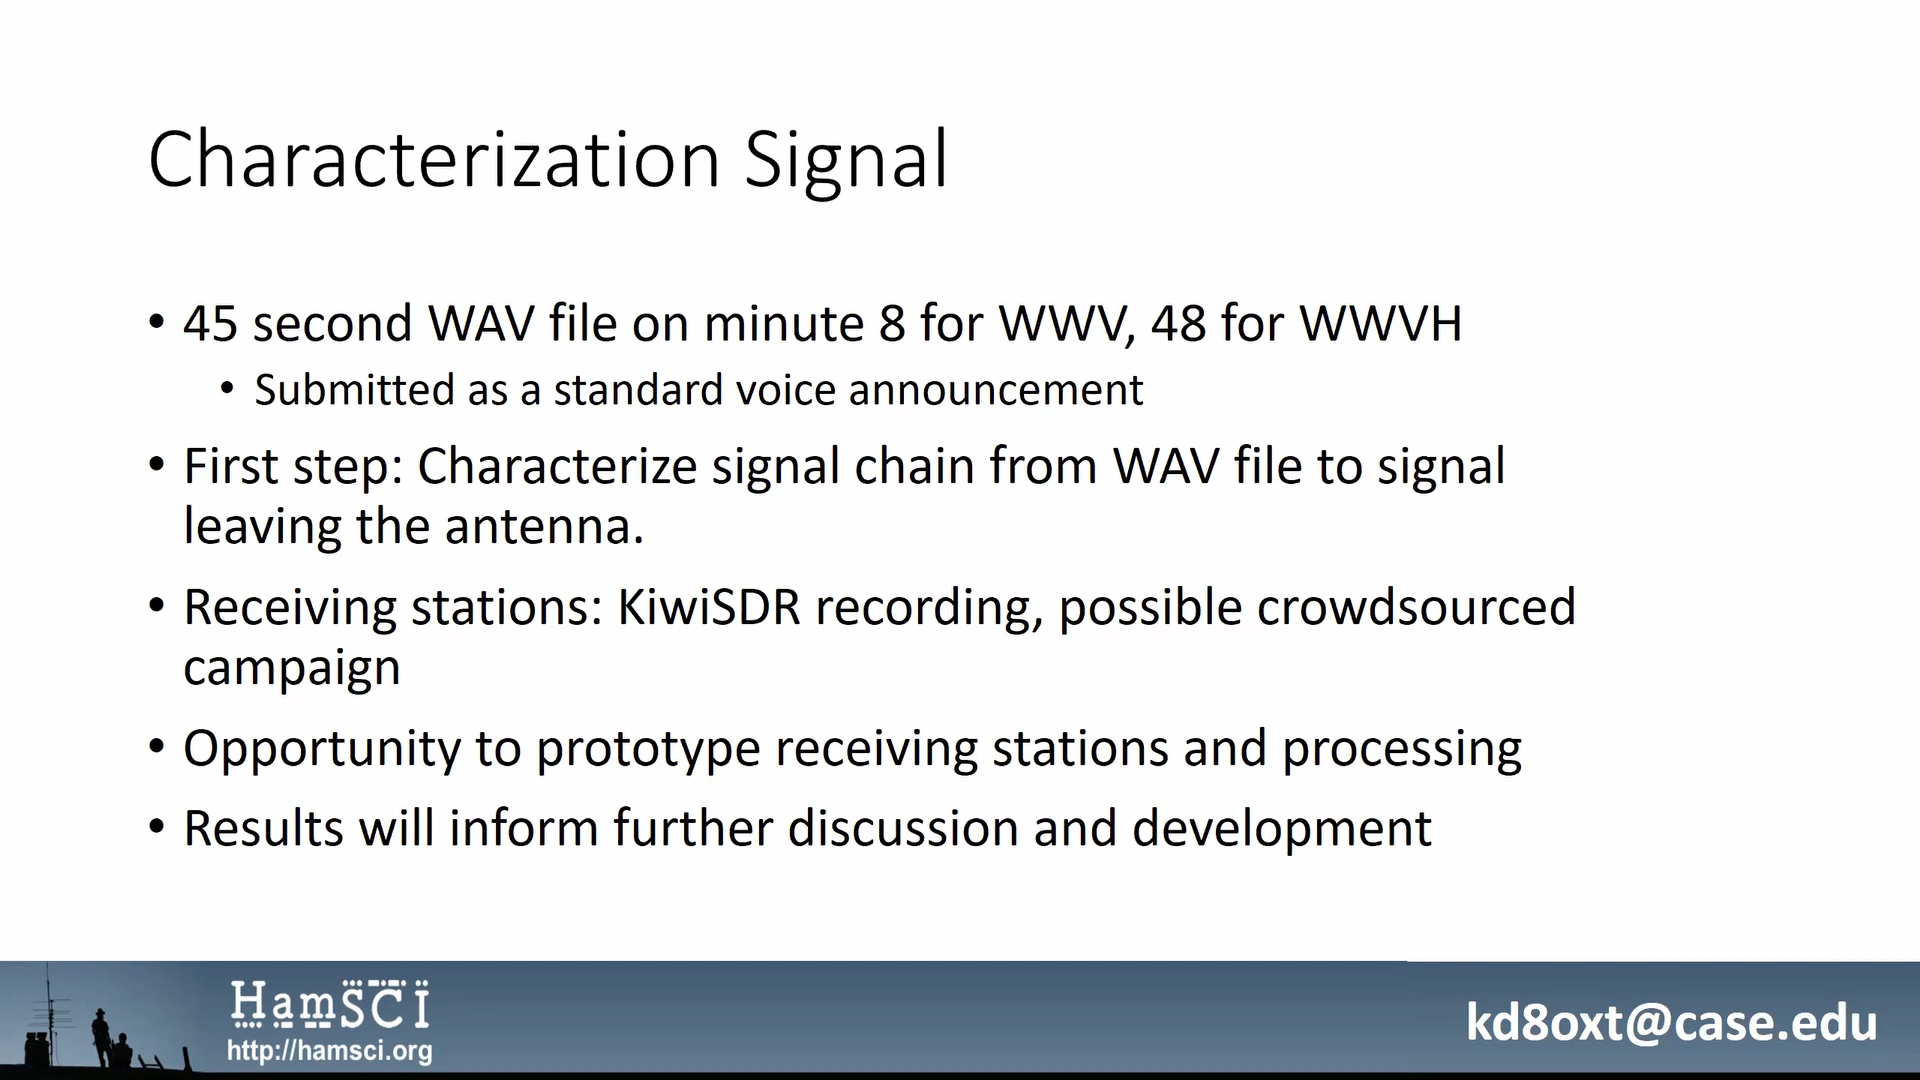 Characterization Signal
• 45 second WAV file on minute 8 for WWV, 48 for WWVH
• Submitted as a standard voice announcement
• First step: Characterize signal chain from WAV file to signal
leaving the antenna.
• Receiving stations: KiwiSDR recording, possible crowdsourced
campaign
• Opportunity to prototype receiving stations and processing
• Results will inform further discussion and development
HamSCI
http://hamsci.org
kd8oxt@case.edu